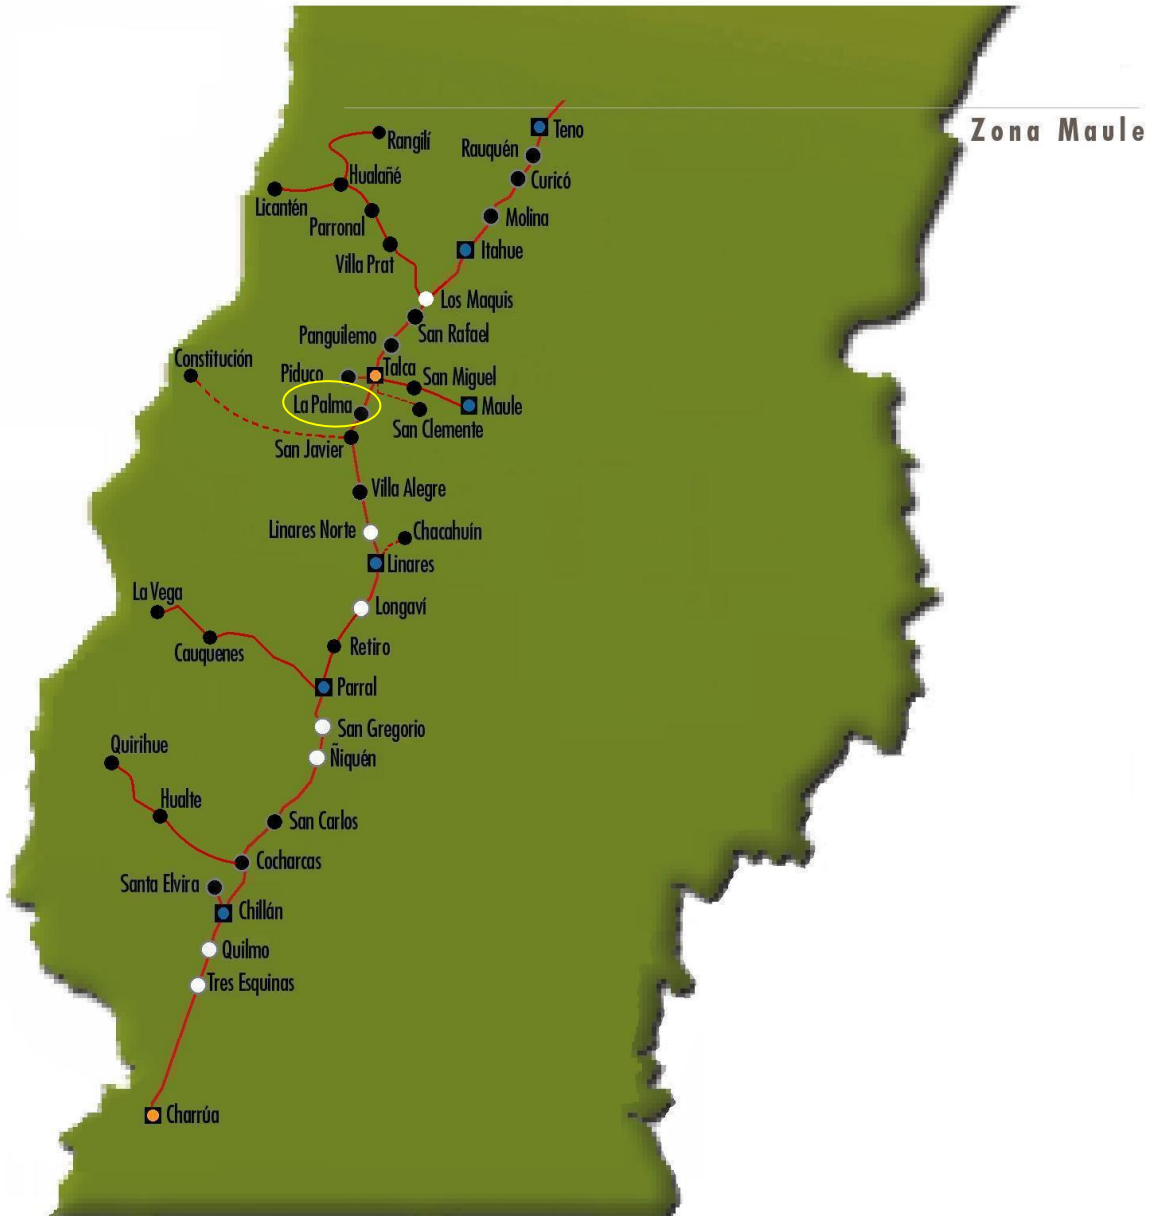 Zona Maule
Teno
Rangilí
Rauquén
Hualañé
Curicó
Licantén
Molina
Parronal
Itahue
Villa Prat
Los Maquis
San Rafael
Panguilemo
Constitución
Talca
Piduco
San Miguel
La Palma
Maule
San Clemente
San Javier
Villa Alegre
Linares Norte
Chacahuín
Linares
La Vega
Longaví
Retiro
Cauquenes
Parral
San Gregorio
Quirihue
Ñiquén
Hualte
San Carlos
Cocharcas
Santa Elvira
Chillán
Quilmo
Tres Esquinas
Charrúa